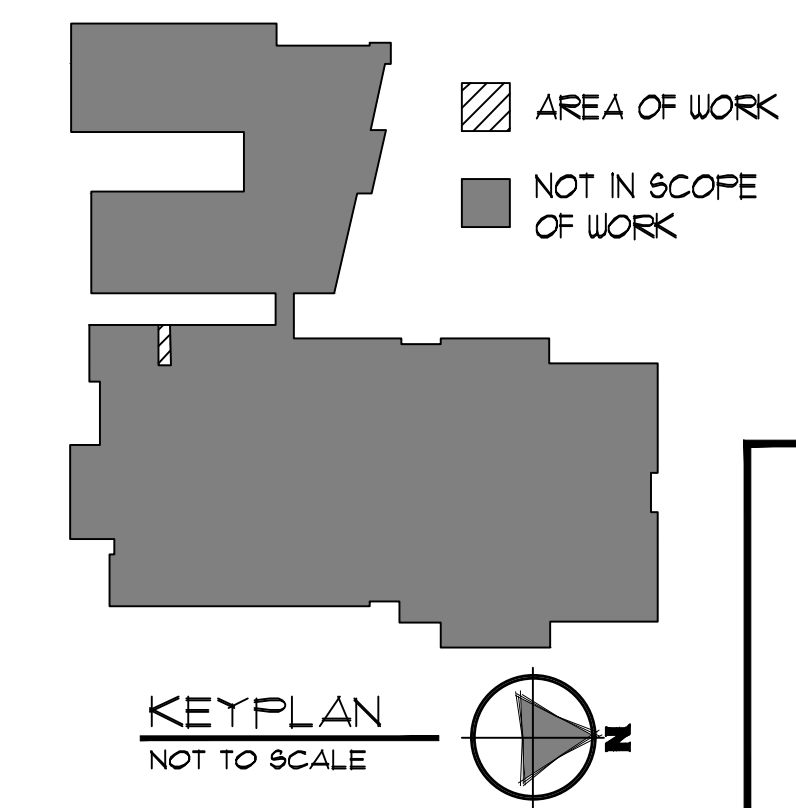 AREA OF WORK
NOT IN SCOPE
OF WORK
KEYPLAN
NOT TO SCALE
N